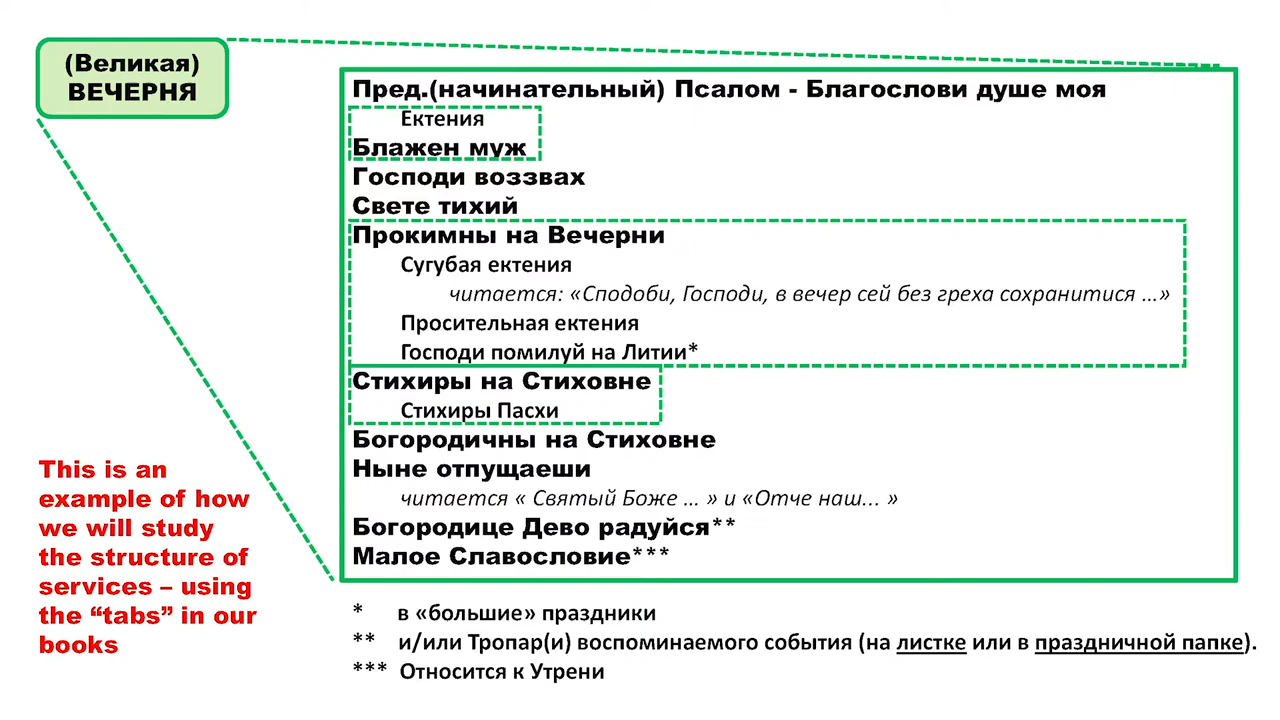 (Великая)
ВЕЧЕРНЯ
Пред.(начинательный) Псалом - Благослови душе моя
Ектения
Блажен муж
Господи воззвах
Свете тихий
Прокимны на Вечерни
Сугубая ектения
читается: «Сподоби, Господи, в вечер сей без греха сохранитися ...»
Просительная ектения
Господи помилуй на Литии*
Стихиры на Стиховне
Стихиры Пасхи
Богородичны на Стиховне
Ныне отпущаеши
читается « Святый Боже ... » и «Отче наш... »
Богородице Дево радуйся**
Малое Славословие***
This is an
example of how
we will study
the structure of
services – using
the “tabs” in our
books
* в «большие» праздники
** и/или Тропар(и) воспоминаемого события (на листке или в праздничной папке).
*** Относится к Утрени